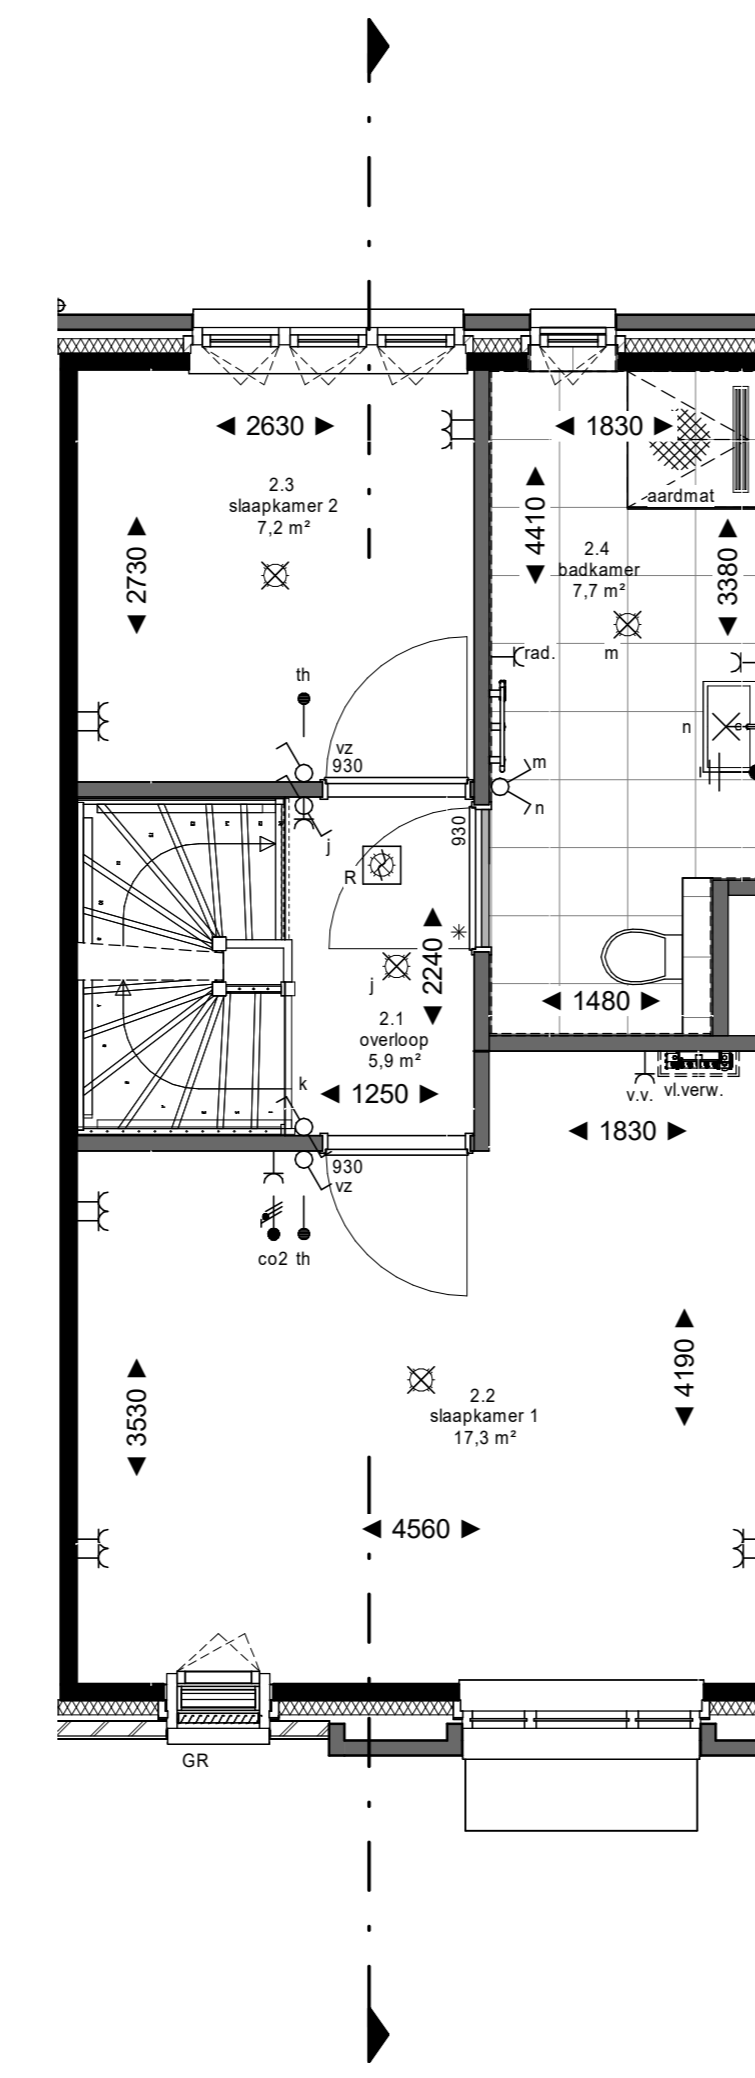 2630
1830
2.3
slaapkamer 2
7,2 m²
aardmat
4410
2730
3380
2.4
badkamer
7,7 m²
rad.
m
th
n
vz
930
m
n
j
930
R
j
2240
2.1
overloop
5,9 m²
1480
k
1250
v.v.
vl.verw.
1830
930
vz
co2
th
4190
3530
2.2
slaapkamer 1
17,3 m²
4560
GR